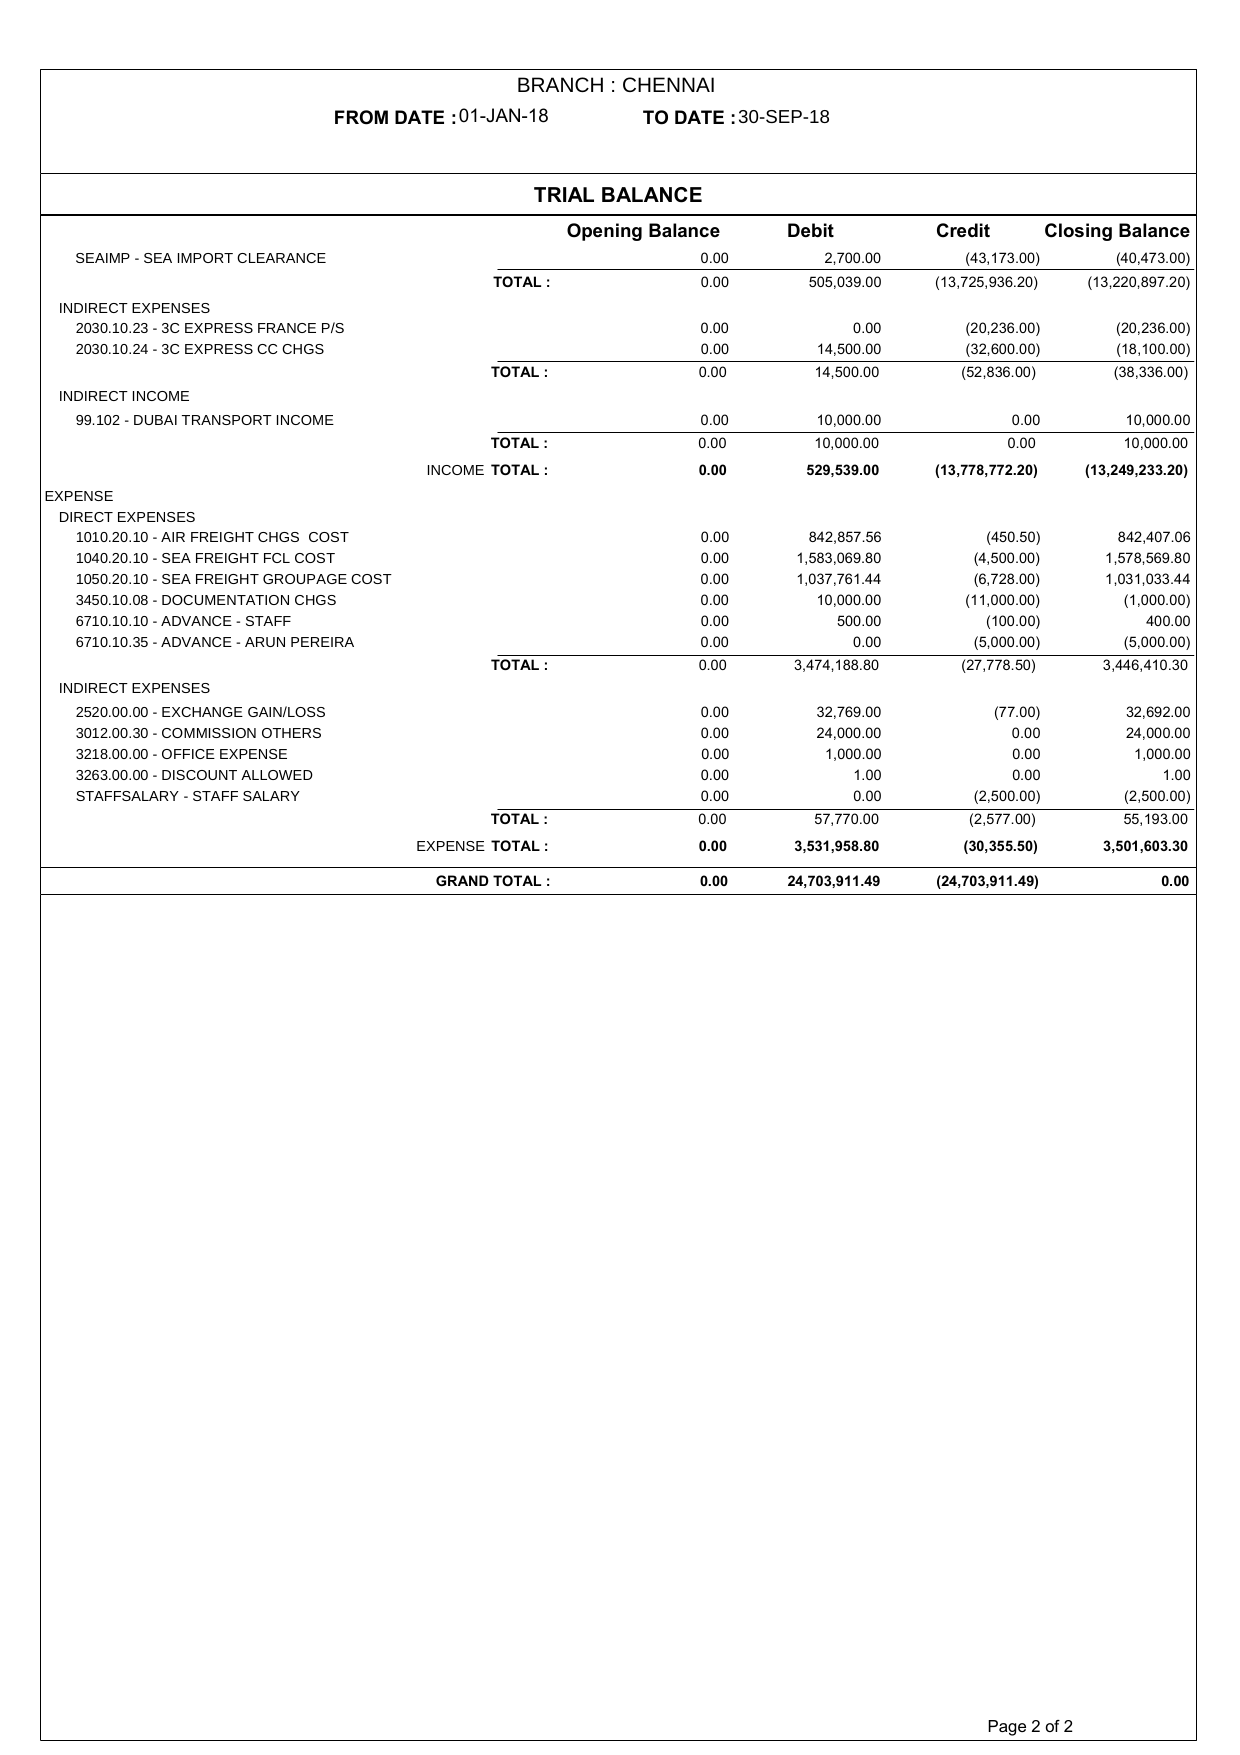 BRANCH : CHENNAI
FROM DATE : 01-JAN-18 TO DATE : 30-SEP-18
TRIAL BALANCE
Opening Balance Debit Credit Closing Balance
SEAIMP - SEA IMPORT CLEARANCE 0.00 2,700.00 (43,173.00) (40,473.00)
TOTAL : 0.00 505,039.00 (13,725,936.20) (13,220,897.20)
INDIRECT EXPENSES
2030.10.23 - 3C EXPRESS FRANCE P/S 0.00 0.00 (20,236.00) (20,236.00)
2030.10.24 - 3C EXPRESS CC CHGS 0.00 14,500.00 (32,600.00) (18,100.00)
TOTAL : 0.00 14,500.00 (52,836.00) (38,336.00)
INDIRECT INCOME
99.102 - DUBAI TRANSPORT INCOME 0.00 10,000.00 0.00 10,000.00
TOTAL : 0.00 10,000.00 0.00 10,000.00
INCOME TOTAL : 0.00 529,539.00 (13,778,772.20) (13,249,233.20)
EXPENSE
DIRECT EXPENSES
1010.20.10 - AIR FREIGHT CHGS COST 0.00 842,857.56 (450.50) 842,407.06
1040.20.10 - SEA FREIGHT FCL COST 0.00 1,583,069.80 (4,500.00) 1,578,569.80
1050.20.10 - SEA FREIGHT GROUPAGE COST 0.00 1,037,761.44 (6,728.00) 1,031,033.44
3450.10.08 - DOCUMENTATION CHGS 0.00 10,000.00 (11,000.00) (1,000.00)
6710.10.10 - ADVANCE - STAFF 0.00 500.00 (100.00) 400.00
6710.10.35 - ADVANCE - ARUN PEREIRA 0.00 0.00 (5,000.00) (5,000.00)
TOTAL : 0.00 3,474,188.80 (27,778.50) 3,446,410.30
INDIRECT EXPENSES
2520.00.00 - EXCHANGE GAIN/LOSS 0.00 32,769.00 (77.00) 32,692.00
3012.00.30 - COMMISSION OTHERS 0.00 24,000.00 0.00 24,000.00
3218.00.00 - OFFICE EXPENSE 0.00 1,000.00 0.00 1,000.00
3263.00.00 - DISCOUNT ALLOWED 0.00 1.00 0.00 1.00
STAFFSALARY - STAFF SALARY 0.00 0.00 (2,500.00) (2,500.00)
TOTAL : 0.00 57,770.00 (2,577.00) 55,193.00
EXPENSE TOTAL : 0.00 3,531,958.80 (30,355.50) 3,501,603.30
GRAND TOTAL : 0.00 24,703,911.49 (24,703,911.49) 0.00
Page 2 of 2